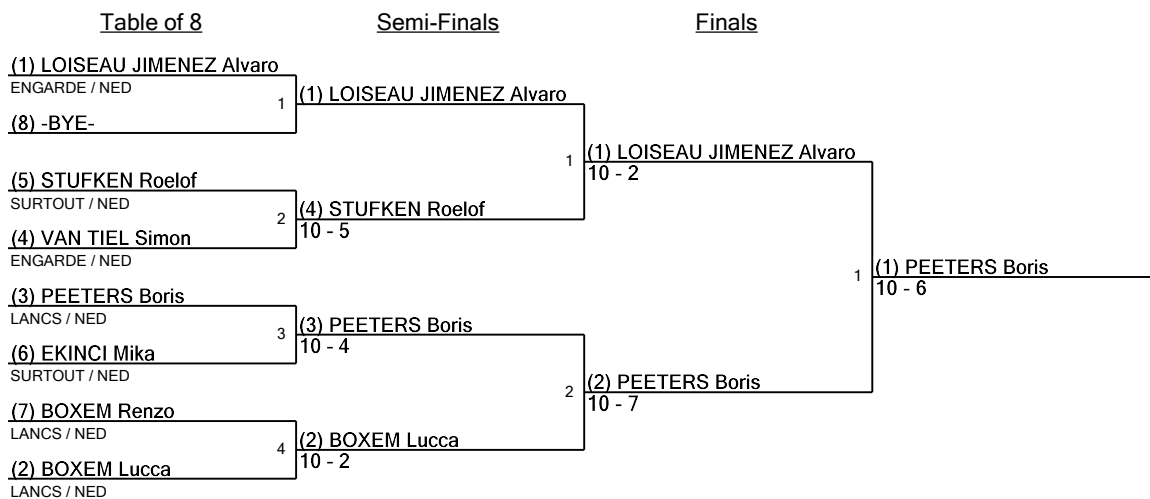 Table of 8
Semi-Finals
Finals
(1) LOISEAU JIMENEZ Alvaro
ENGARDE / NED
1
(8) -BYE-
(1) LOISEAU JIMENEZ Alvaro
(5) STUFKEN Roelof
SURTOUT / NED
2
(4) VAN TIEL Simon
ENGARDE / NED
(4) STUFKEN Roelof
10 - 5
1
(1) LOISEAU JIMENEZ Alvaro
10 - 2
(3) PEETERS Boris
LANCS / NED
3
(6) EKINCI Mika
SURTOUT / NED
(3) PEETERS Boris
10 - 4
(7) BOXEM Renzo
LANCS / NED
4
(2) BOXEM Lucca
LANCS / NED
(2) BOXEM Lucca
10 - 2
2
(2) PEETERS Boris
10 - 7
1
(1) PEETERS Boris
10 - 6